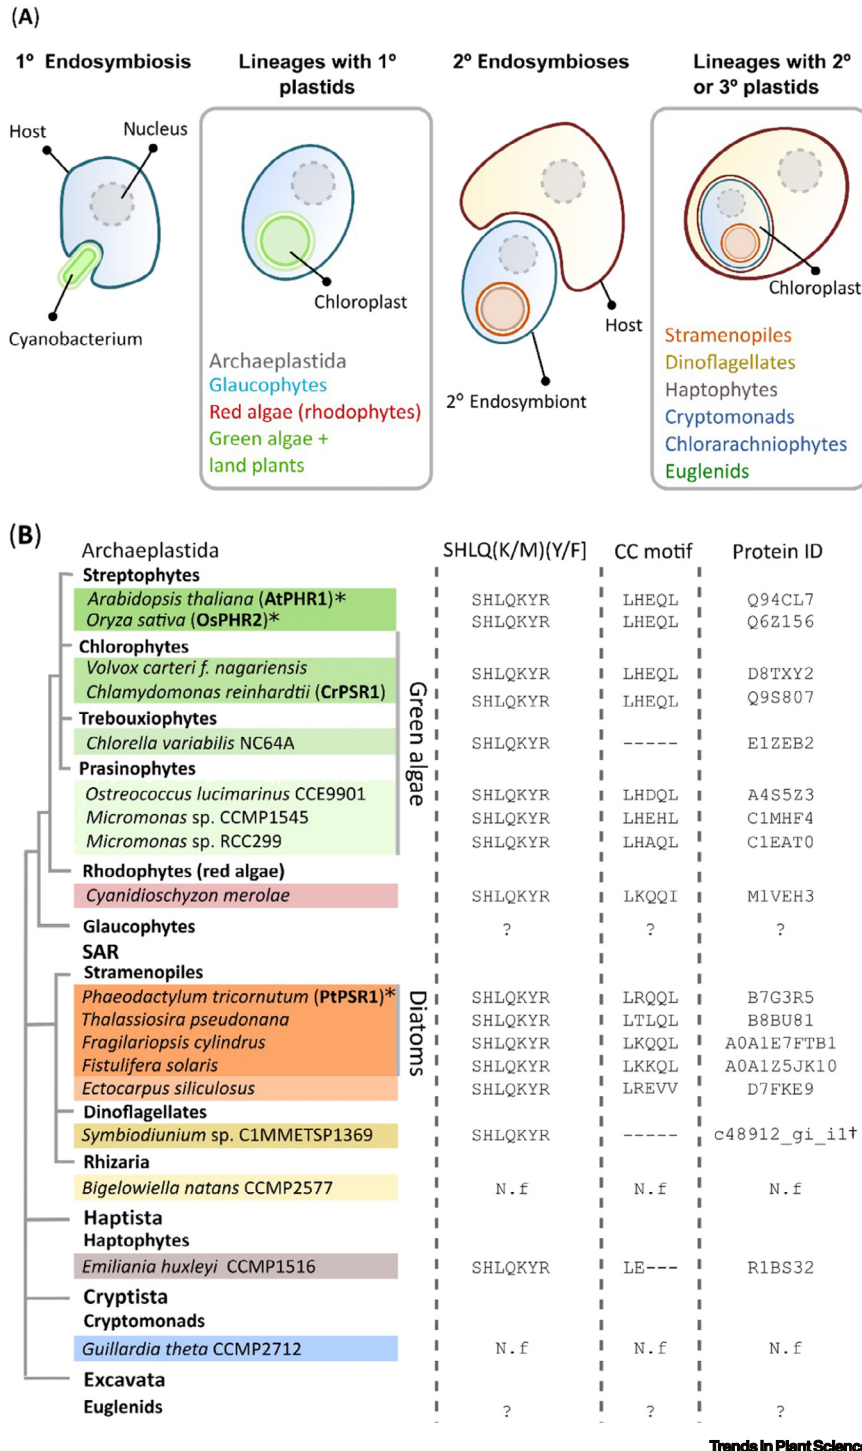 (A)
1º Endosymbiosis
Lineages with 1º
plastids
2º Endosymbioses
Lineages with 2º
or 3º plastids
Host
Nucleus
Cyanobacterium
Chloroplast
Archaeplastida
Glaucophytes
Red algae (rhodophytes)
Green algae +
land plants
Host
2º Endosymbiont
Chloroplast
Stramenopiles
Dinoflagellates
Haptophytes
Cryptomonads
Chlorarachniophytes
Euglenids
(B)
Archaeplastida SHLQ(K/M)(Y/F] CC motif Protein ID
Streptophytes
Arabidopsis thaliana (AtPHR1)* SHLQKYR LHEQL Q94CL7
Oryza sativa (OsPHR2)* SHLQKYR LHEQL Q6Z156
Chlorophytes
Volvox carteri f. nagariensis SHLQKYR LHEQL D8TXY2
Chlamydomonas reinhardtii (CrPSR1) SHLQKYR LHEQL Q9S807
Trebouxiophytes
Chlorella variabilis NC64A SHLQKYR ----- E1ZEB2
Prasinophytes
Ostreococcus lucimarinus CCE9901 SHLQKYR LHDQL A4S5Z3
Micromonas sp. CCMP1545 SHLQKYR LHEHL C1MHF4
Micromonas sp. RCC299 SHLQKYR LHAQL C1EAT0
Green algae
Rhodophytes (red algae)
Cyanidioschyzon merolae SHLQKYR LKQQI M1VEH3
Glaucophytes ? ? ?
SAR
Stramenopiles
Phaeodactylum tricornutum (PtPSR1)* SHLQKYR LRQQL B7G3R5
Thalassiosira pseudonana SHLQKYR LTLQL B8BU81
Fragilariopsis cylindrus SHLQKYR LKQQL A0A1E7FTB1
Fistulifera solaris SHLQKYR LKKQL A0A1Z5JK10
Diatoms
Ectocarpus siliculosus SHLQKYR LREVV D7FKE9
Dinoflagellates
Symbiodiunium sp. C1MMETSP1369 SHLQKYR ----- c48912_gi_i1†
Rhizaria
Bigelowiella natans CCMP2577 N.f N.f N.f
Haptista
Haptophytes
Emiliania huxleyi CCMP1516 SHLQKYR LE--- R1BS32
Cryptista
Cryptomonads
Guillardia theta CCMP2712 N.f N.f N.f
Excavata
Euglenids ? ? ?
Trends in Plant Science